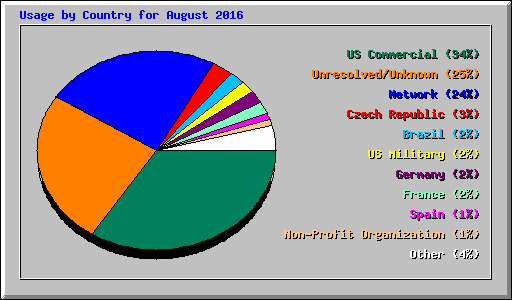 Usage by Country for August 2016
US Commercial (34%)
Unresolved/Unknown (25%)
Network (24%)
Czech Republic (3%)
Brazil (2%)
US Military (2%)
Germany (2%)
France (2%)
Spain (1%)
Non-Profit Organization (1%)
Other (4%)